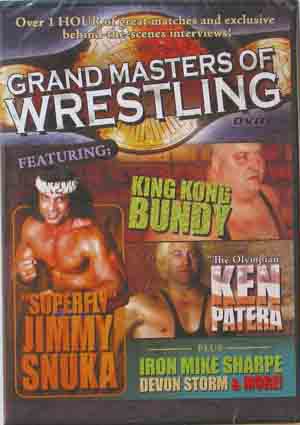 Over 1 HOUR of great matches and exclusive
behind-the-scenes interviews!
GRAND MASTERS OF
WRESTLING
DVD!
FEATURING:
KING KONG
BUNDY
"SUPERFLY"
JIMMY
SNUKA
"The Olympian"
KEN
PATERA
PLUS
IRON MIKE SHARPE
DEVON STORM & MORE!